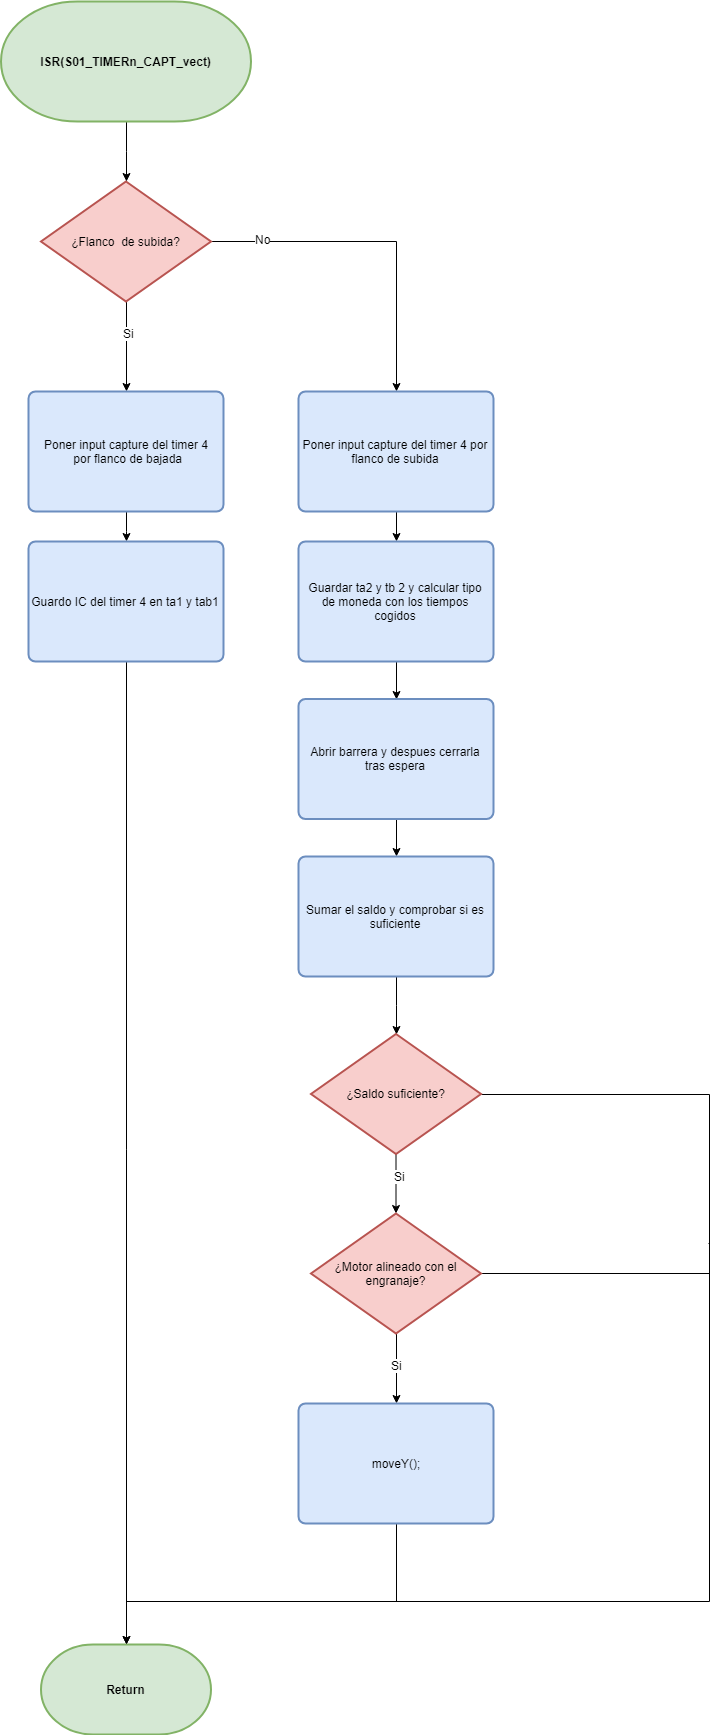 ISR(S01_TIMERn_CAPT_vect)
¿Flanco de subida?
No
Si
Poner input capture del timer 4
por flanco de bajada
Poner input capture del timer 4 por
flanco de subida
Guardo IC del timer 4 en ta1 y tab1
Guardar ta2 y tb 2 y calcular tipo
de moneda con los tiempos
cogidos
Abrir barrera y despues cerrarla
tras espera
Sumar el saldo y comprobar si es
suficiente
¿Saldo suficiente?
Si
¿Motor alineado con el
engranaje?
Si
moveY();
Return